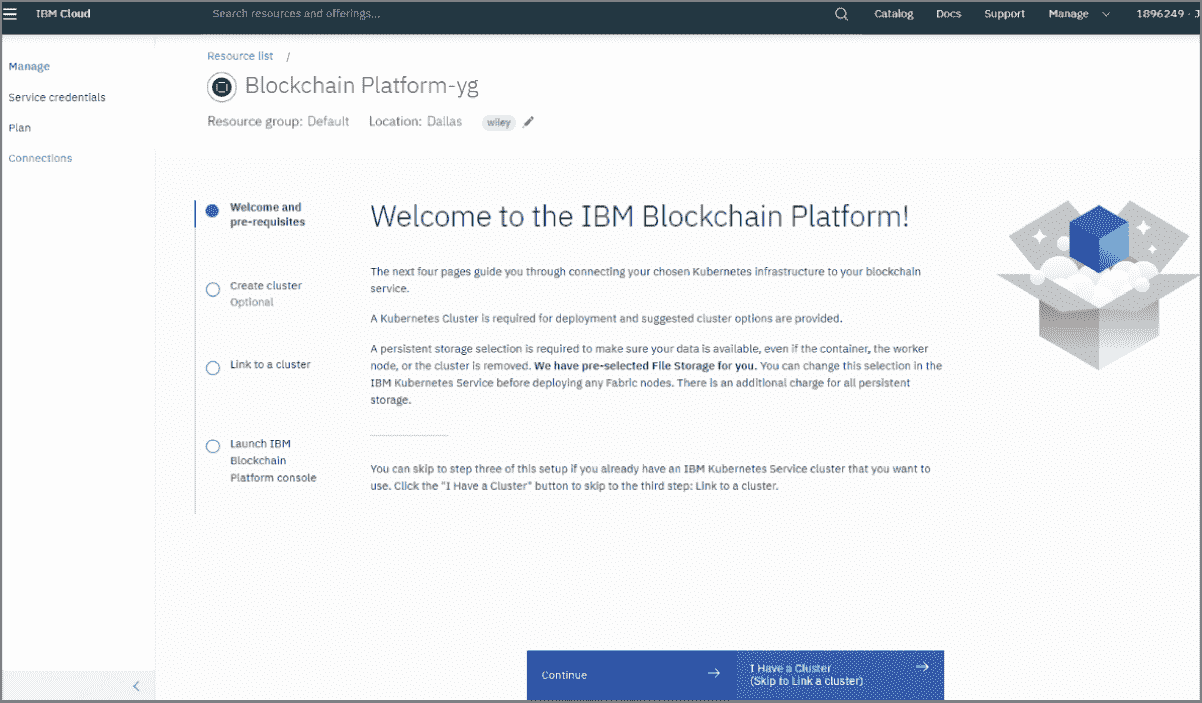 IBM Cloud
Search resources and offerings...
Catalog
Docs
Support
Manage
1896249 - J
Manage
Service credentials
Plan
Connections
Resource list /
Blockchain Platform-yg
Resource group: Default Location: Dallas wiley
Welcome and
pre-requisites
Create cluster
Optional
Link to a cluster
Launch IBM
Blockchain
Platform console
Welcome to the IBM Blockchain Platform!
The next four pages guide you through connecting your chosen Kubernetes infrastructure to your blockchain
service.
A Kubernetes Cluster is required for deployment and suggested cluster options are provided.
A persistent storage selection is required to make sure your data is available, even if the container, the worker
node, or the cluster is removed. We have pre-selected File Storage for you. You can change this selection in the
IBM Kubernetes Service before deploying any Fabric nodes. There is an additional charge for all persistent
storage.
You can skip to step three of this setup if you already have an IBM Kubernetes Service cluster that you want to
use. Click the "I Have a Cluster" button to skip to the third step: Link to a cluster.
Continue
I Have a Cluster
(Skip to Link a cluster)